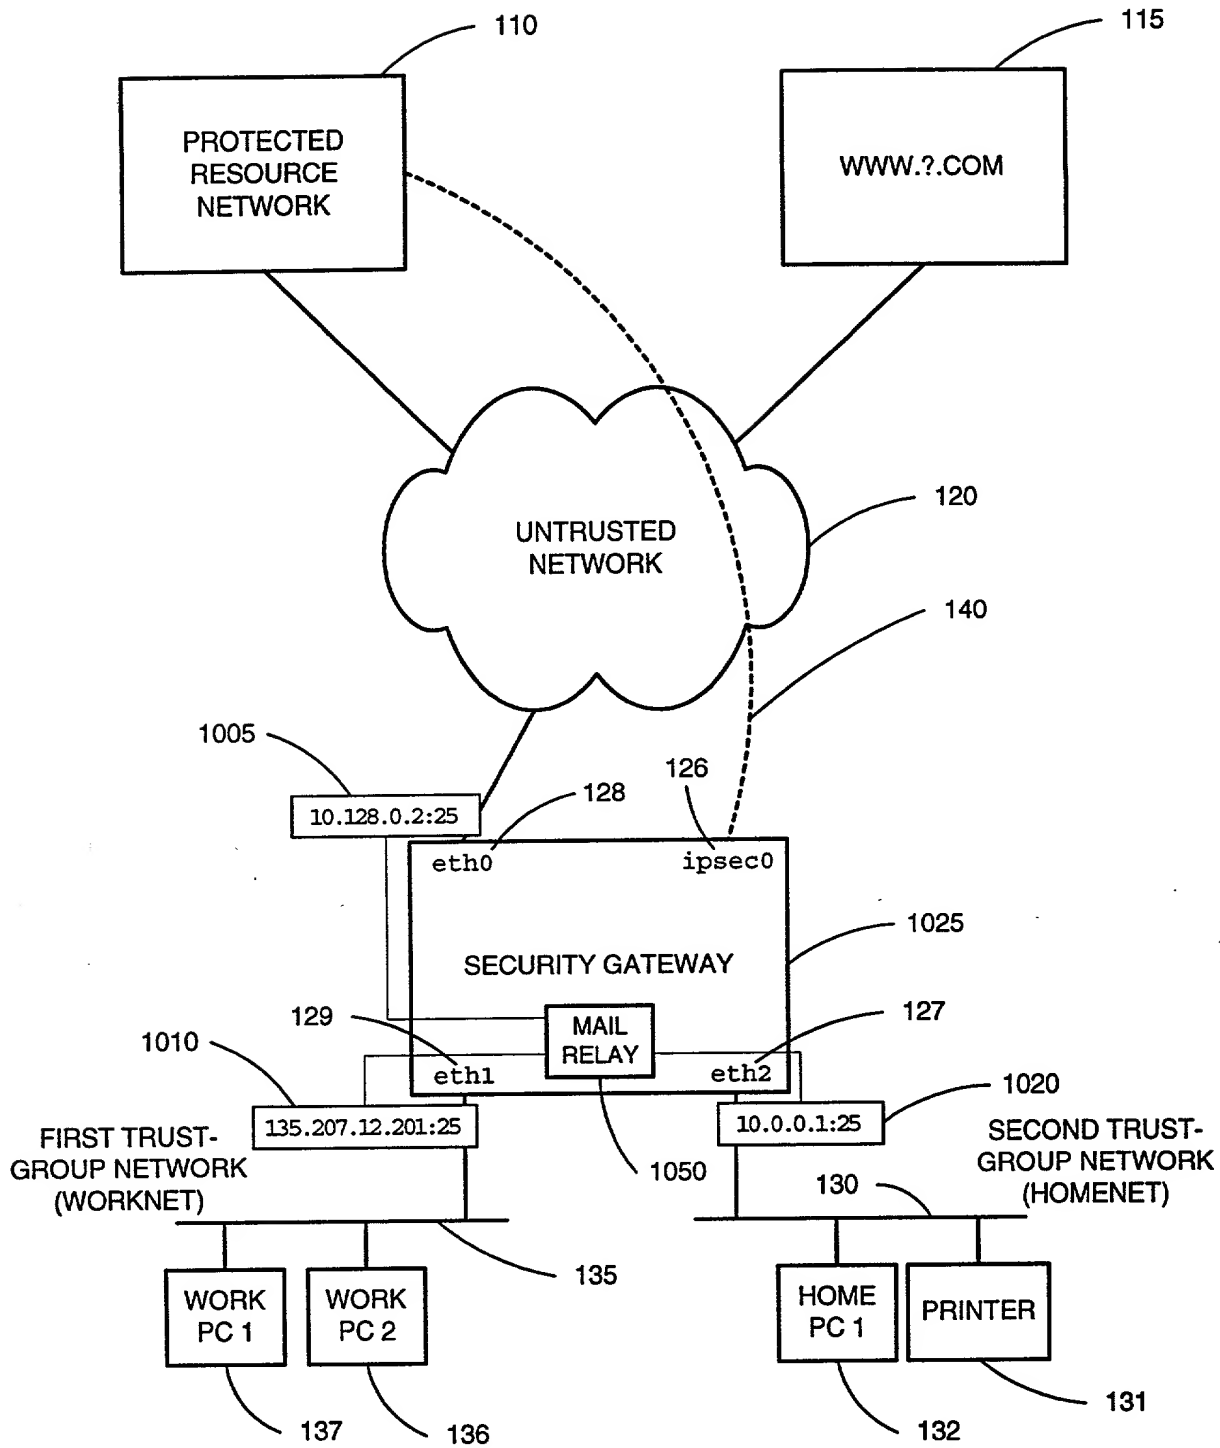 110
115
PROTECTED
RESOURCE
NETWORK
WWW.?.COM
120
UNTRUSTED
NETWORK
140
1005
126
128
10.128.0.2:25
eth0
ipsec0
1025
SECURITY GATEWAY
129
127
1010
MAIL
RELAY
eth1
eth2
1020
135.207.12.201:25
10.0.0.1:25
FIRST TRUST-
GROUP NETWORK
(WORKNET)
1050
SECOND TRUST-
GROUP NETWORK
(HOMENET)
130
135
WORK
PC 1
WORK
PC 2
HOME
PC 1
PRINTER
137
136
132
131